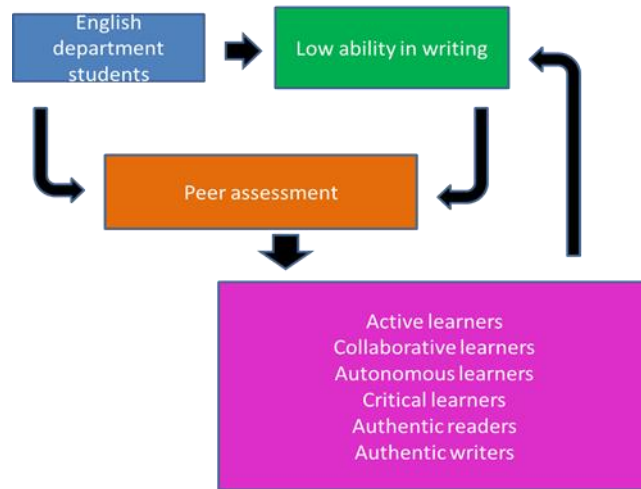 English
department
students
Low ability in writing
Peer assessment
Active learners
Collaborative learners
Autonomous learners
Critical learners
Authentic readers
Authentic writers